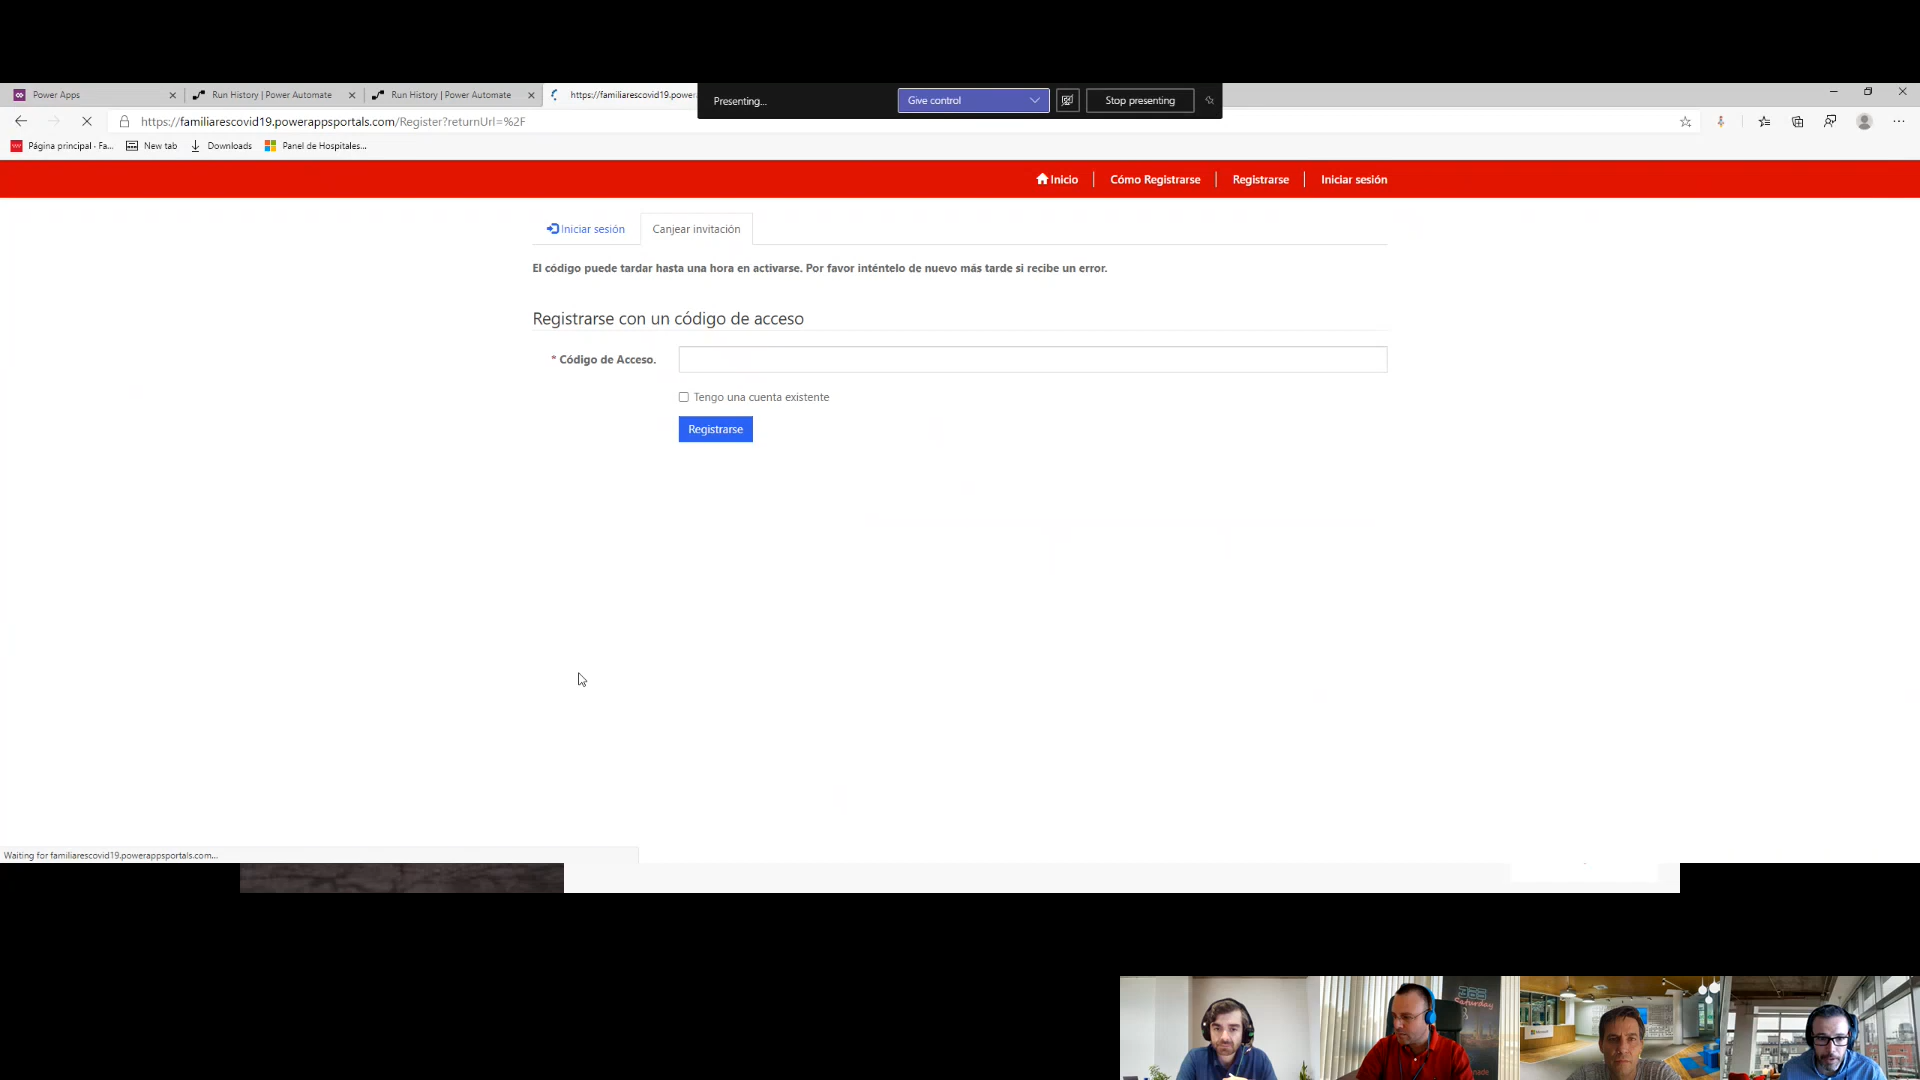 Power Apps
Run History | Power Automate
Run History | Power Automate
https://familiarescovid19.power
Presenting...
Give control
Stop presenting
https://familiarescovid19.powerappsportals.com/Register?returnUrl=%2F
Página principal - Fa...
New tab
Downloads
Panel de Hospitales...
Inicio
Cómo Registrarse
Registrarse
Iniciar sesión
Iniciar sesión
Canjear invitación
El código puede tardar hasta una hora en activarse. Por favor inténtelo de nuevo más tarde si recibe un error.
Registrarse con un código de acceso
* Código de Acceso.
Tengo una cuenta existente
Registrarse
Waiting for familiarescovid19.powerappsportals.com...
365
Saturday